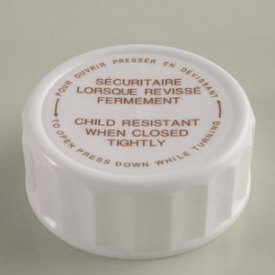 POUR OUVRIR PRESSER EN DÉVISSANT
SÉCURITAIRE
LORSQUE REVISSÉ
FERMEMENT
CHILD RESISTANT
WHEN CLOSED
TIGHTLY
TO OPEN PRESS DOWN WHILE TURNING